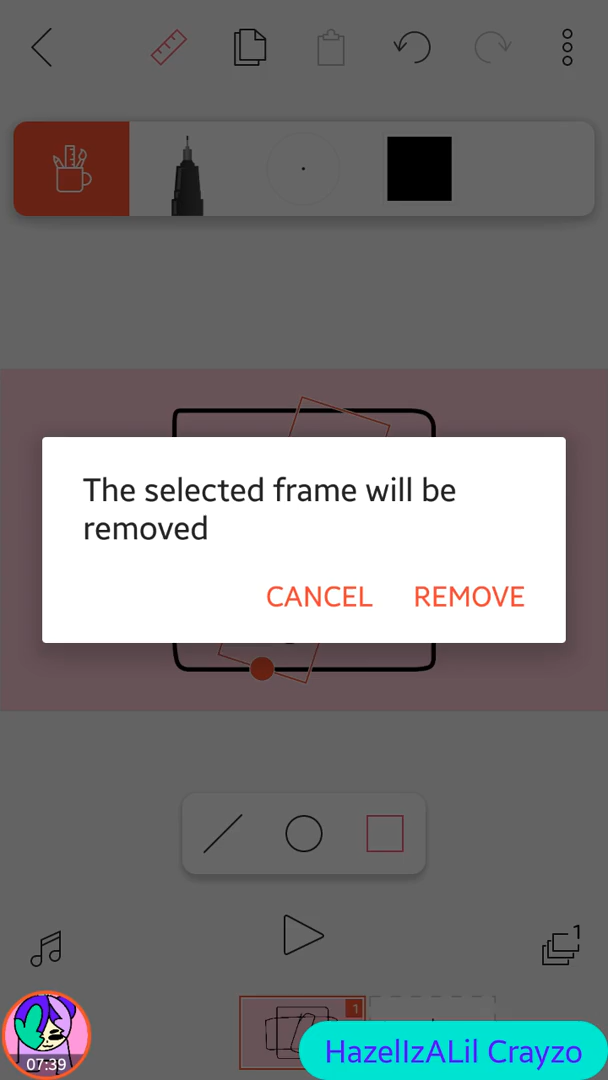 The selected frame will be
removed
CANCEL REMOVE
1
1
07:39
HazelIzALil Crayzo